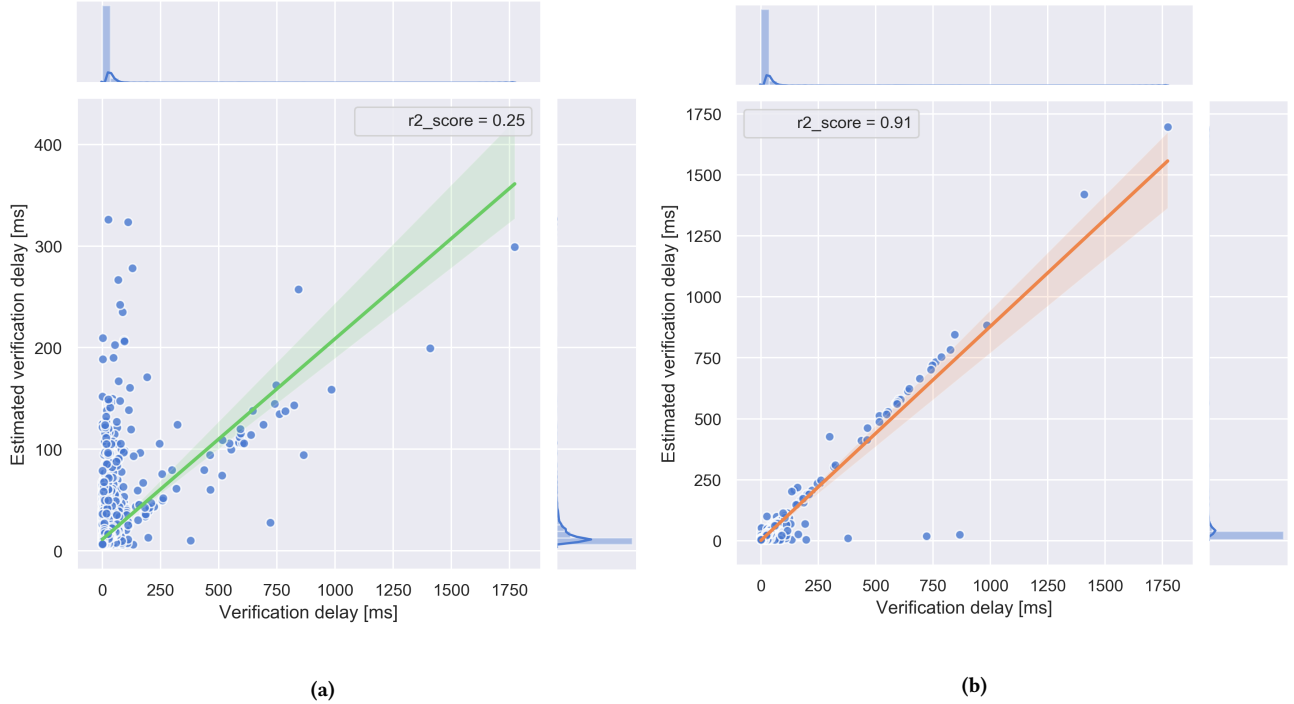 r2_score = 0.25
400
300
200
100
0
Estimated verification delay [ms]
0 250 500 750 1000 1250 1500 1750
Verification delay [ms]
(a)
r2_score = 0.91
1750
1500
1250
1000
750
500
250
0
Estimated verification delay [ms]
0 250 500 750 1000 1250 1500 1750
Verification delay [ms]
(b)